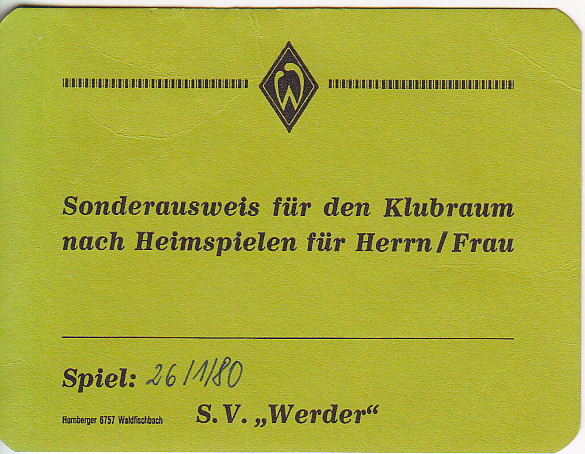 Sonderausweis für den Klubraum
nach Heimspielen für Herrn/Frau
Spiel: 26/1/80
Hornberger 6757 Waldfischbach
S.V. „Werder“